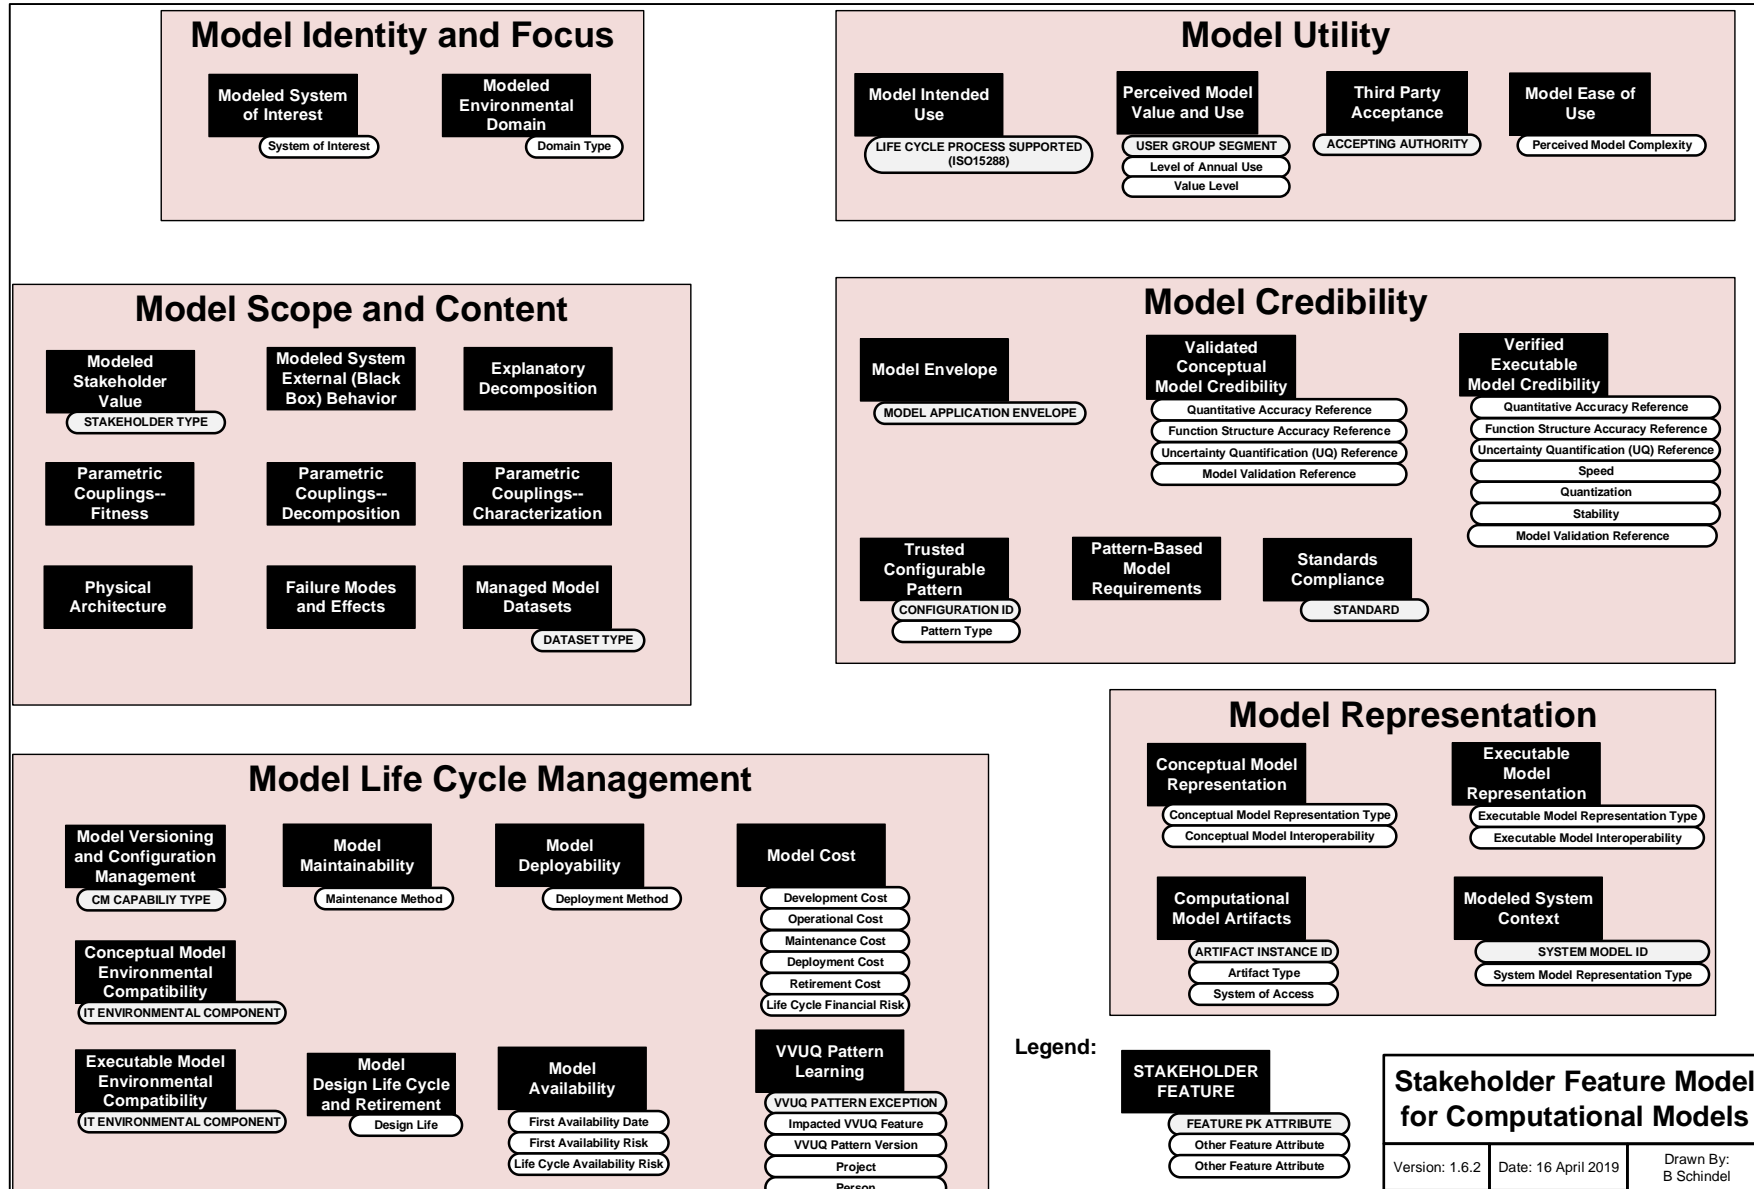 Model Identity and Focus
Modeled System
of Interest
System of Interest
Modeled
Environmental
Domain
Domain Type
Model Utility
Model Intended
Use
LIFE CYCLE PROCESS SUPPORTED
(ISO15288)
Perceived Model
Value and Use
USER GROUP SEGMENT
Level of Annual Use
Value Level
Third Party
Acceptance
ACCEPTING AUTHORITY
Model Ease of
Use
Perceived Model Complexity
Model Scope and Content
Modeled
Stakeholder
Value
STAKEHOLDER TYPE
Modeled System
External (Black
Box) Behavior
Explanatory
Decomposition
Parametric
Couplings--
Fitness
Parametric
Couplings--
Decomposition
Parametric
Couplings--
Characterization
Physical
Architecture
Failure Modes
and Effects
Managed Model
Datasets
DATASET TYPE
Model Credibility
Model Envelope
MODEL APPLICATION ENVELOPE
Validated
Conceptual
Model Credibility
Quantitative Accuracy Reference
Function Structure Accuracy Reference
Uncertainty Quantification (UQ) Reference
Model Validation Reference
Verified
Executable
Model Credibility
Quantitative Accuracy Reference
Function Structure Accuracy Reference
Uncertainty Quantification (UQ) Reference
Speed
Quantization
Stability
Model Validation Reference
Trusted
Configurable
Pattern
CONFIGURATION ID
Pattern Type
Pattern-Based
Model
Requirements
Standards
Compliance
STANDARD
Model Life Cycle Management
Model Versioning
and Configuration
Management
CM CAPABILIY TYPE
Model
Maintainability
Maintenance Method
Model
Deployability
Deployment Method
Model Cost
Development Cost
Operational Cost
Maintenance Cost
Deployment Cost
Retirement Cost
Life Cycle Financial Risk
Conceptual Model
Environmental
Compatibility
IT ENVIRONMENTAL COMPONENT
Executable Model
Environmental
Compatibility
IT ENVIRONMENTAL COMPONENT
Model
Design Life Cycle
and Retirement
Design Life
Model
Availability
First Availability Date
First Availability Risk
Life Cycle Availability Risk
VVUQ Pattern
Learning
VVUQ PATTERN EXCEPTION
Impacted VVUQ Feature
VVUQ Pattern Version
Project
Person
Model Representation
Conceptual Model
Representation
Conceptual Model Representation Type
Conceptual Model Interoperability
Executable
Model
Representation
Executable Model Representation Type
Executable Model Interoperability
Computational
Model Artifacts
ARTIFACT INSTANCE ID
Artifact Type
System of Access
Modeled System
Context
SYSTEM MODEL ID
System Model Representation Type
Legend:
STAKEHOLDER
FEATURE
FEATURE PK ATTRIBUTE
Other Feature Attribute
Other Feature Attribute
Stakeholder Feature Model
for Computational Models
Version: 1.6.2
Date: 16 April 2019
Drawn By:
B Schindel